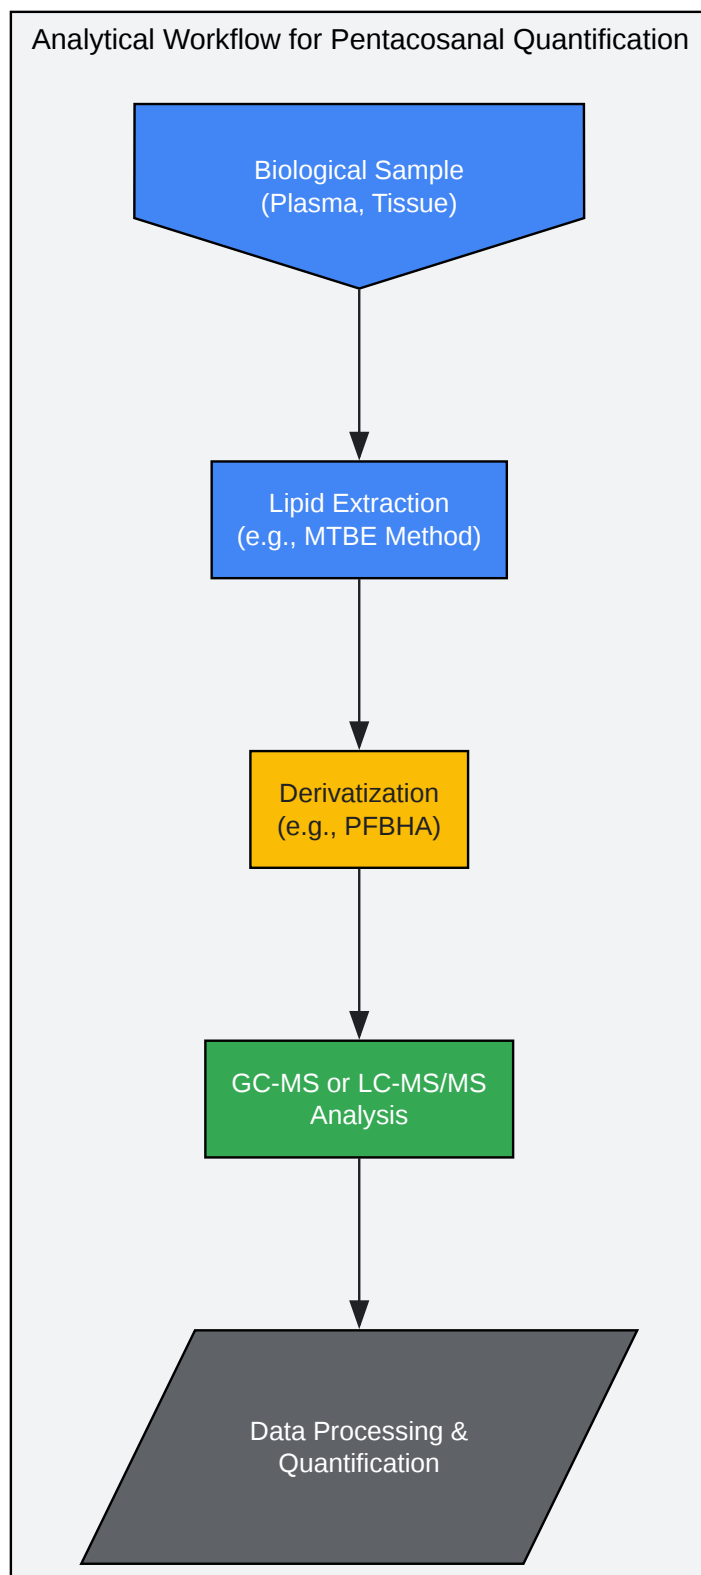 Analytical Workflow for Pentacosanal Quantification
Biological Sample
(Plasma, Tissue)
Lipid Extraction
(e.g., MTBE Method)
Derivatization
(e.g., PFBHA)
GC-MS or LC-MS/MS
Analysis
Data Processing &
Quantification